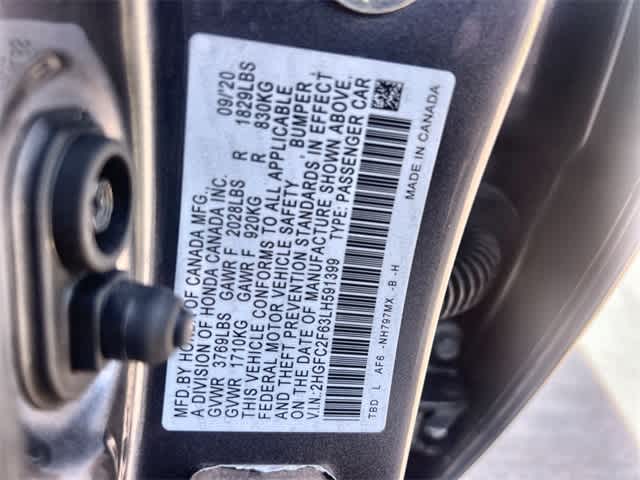 MFD.BY HONDA OF CANADA MFG., 09/'20
A DIVISION OF HONDA CANADA INC.
GVWR 3769LBS GAWR F 2028LBS R 1829LBS
GVWR 1710KG GAWR F 920KG R 830KG
THIS VEHICLE CONFORMS TO ALL APPLICABLE
FEDERAL MOTOR VEHICLE SAFETY, BUMPER,
AND THEFT PREVENTION STANDARDS IN EFFECT
ON THE DATE OF MANUFACTURE SHOWN ABOVE.
V.I.N.:2HGFC2F63LH591399 TYPE: PASSENGER CAR
TBD L AF6 -NH797MX -B -H
MADE IN CANADA